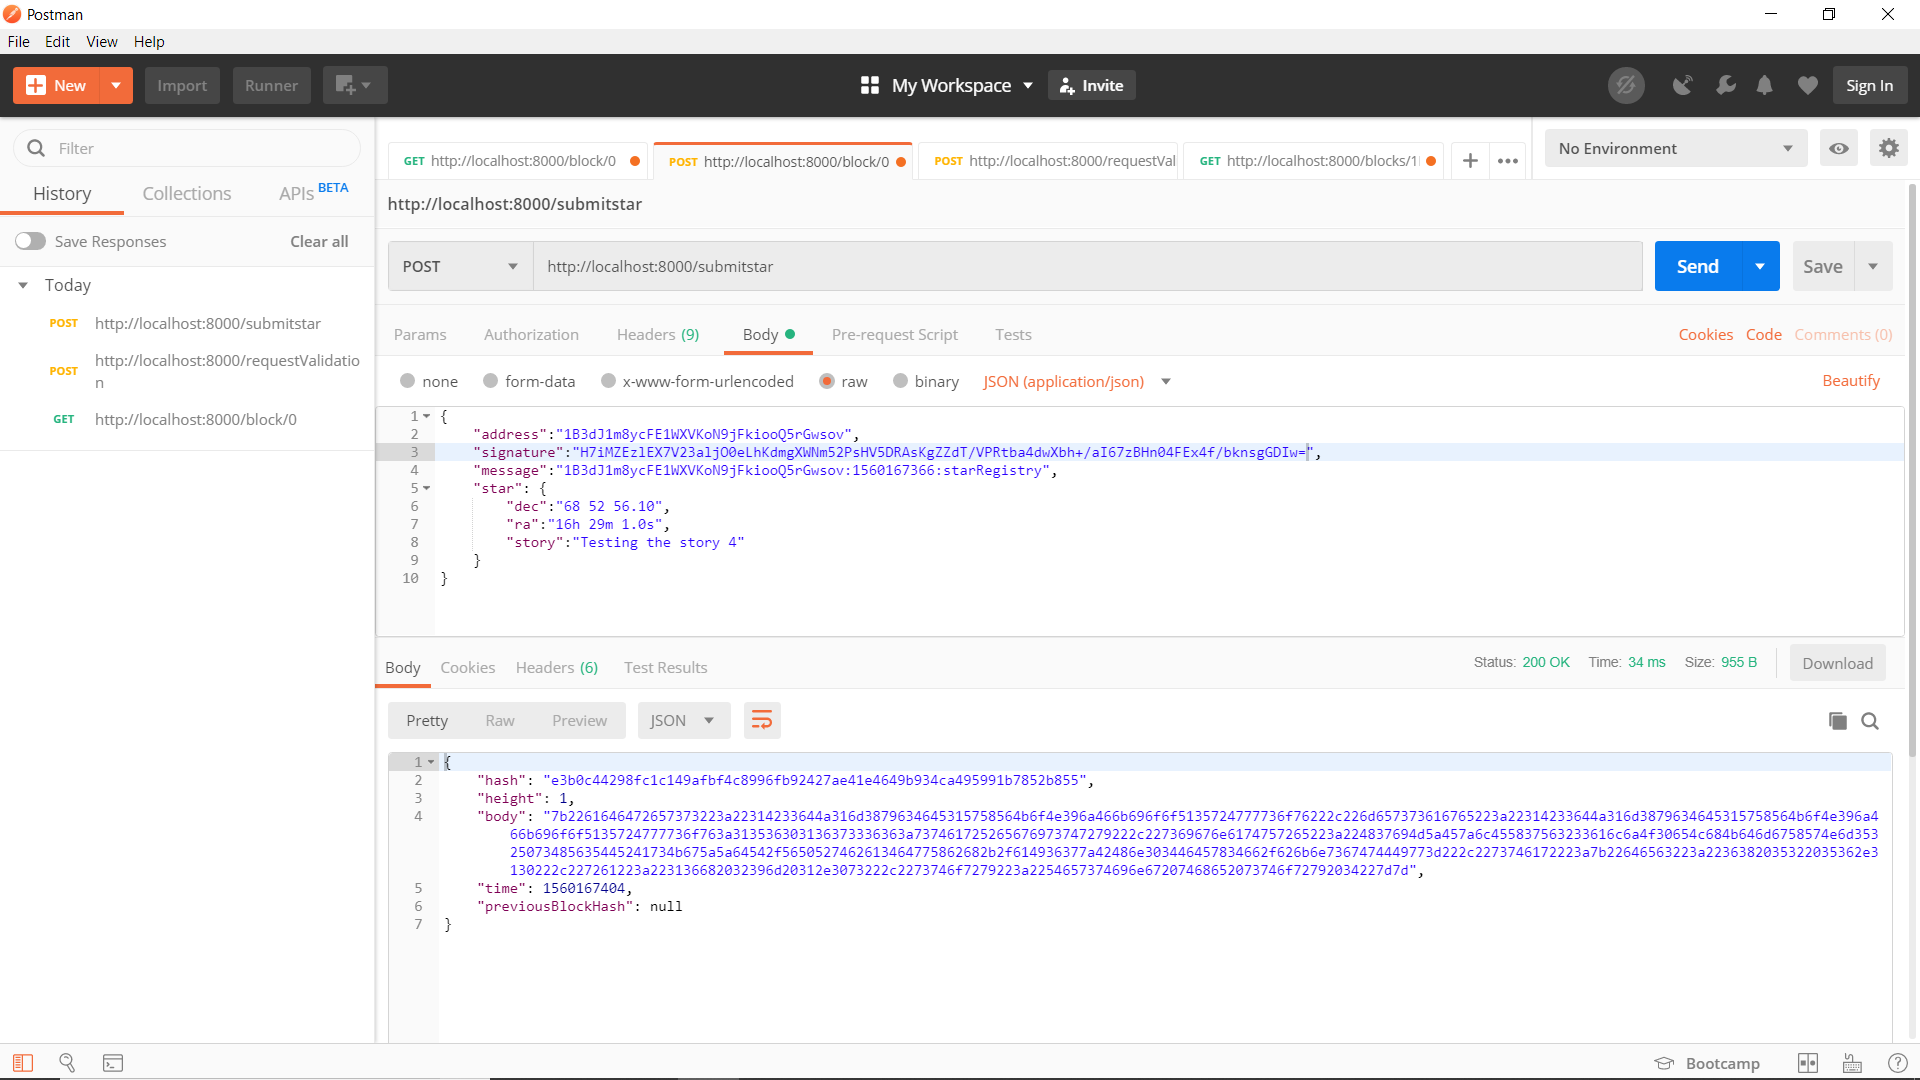 Postman
File Edit View Help
New Import Runner My Workspace Invite Sign In
Filter
History Collections APIs BETA
Save Responses Clear all
Today
POST http://localhost:8000/submitstar
POST http://localhost:8000/requestValidatio
n
GET http://localhost:8000/block/0
GET http://localhost:8000/block/0 POST http://localhost:8000/block/0 POST http://localhost:8000/requestVal GET http://localhost:8000/blocks/1 No Environment
http://localhost:8000/submitstar
POST http://localhost:8000/submitstar Send Save
Params Authorization Headers (9) Body Pre-request Script Tests Cookies Code Comments (0)
none form-data x-www-form-urlencoded raw binary JSON (application/json) Beautify
1 {
2 "address":"1B3dJ1m8ycFE1WXVKoN9jFkiooQ5rGwsov",
3 "signature":"H7iMZEzlEX7V23aljO0eLhKdmgXWNm52PsHV5DRAsKgZZdT/VPRtba4dwXbh+/aI67zBHn04FEx4f/bknsgGDIw=",
4 "message":"1B3dJ1m8ycFE1WXVKoN9jFkiooQ5rGwsov:1560167366:starRegistry",
5 "star": {
6 "dec":"68 52 56.10",
7 "ra":"16h 29m 1.0s",
8 "story":"Testing the story 4"
9 }
10 }
Body Cookies Headers (6) Test Results Status: 200 OK Time: 34 ms Size: 955 B Download
Pretty Raw Preview JSON
1 {
2 "hash": "e3b0c44298fc1c149afbf4c8996fb92427ae41e4649b934ca495991b7852b855",
3 "height": 1,
4 "body": "7b2261646472657373223a22314233644a316d3879634645315758564b6f4e396a466b696f6f5135724777736f76222c226d657373616765223a22314233644a316d3879634645315758564b6f4e396a4
66b696f6f5135724777736f763a313536303136373336363a737461725265676973747279222c227369676e6174757265223a224837694d5a457a6c455837563233616c6a4f30654c684b646d6758574e6d353
2507348563544524173​4b675a5a64542f565052746261346477586​2682b2f614936377a42486e303446457834662f626b6e7367474449773d222c2273746172223a7b22646563223a2236382035322035362e3
130222c227261223a223136682032396d20312e3073222c2273746f7279223a2254657374696e67207468652073746f72792034227d7d",
5 "time": 1560167404,
6 "previousBlockHash": null
7 }
Bootcamp